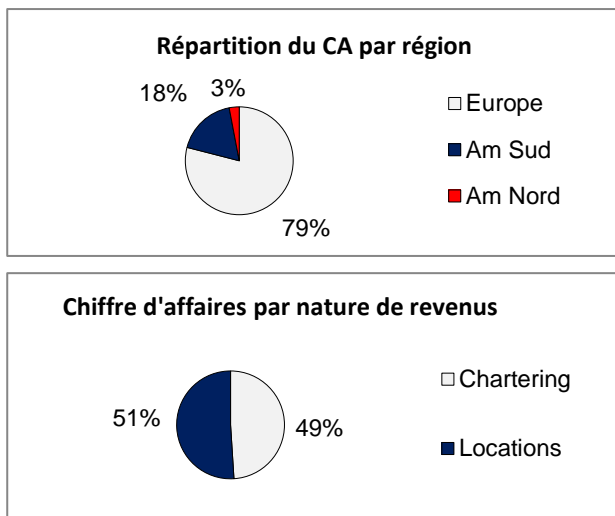 Répartition du CA par région
18%
3%
79%
Europe
Am Sud
Am Nord
Chiffre d'affaires par nature de revenus
51%
49%
Chartering
Locations